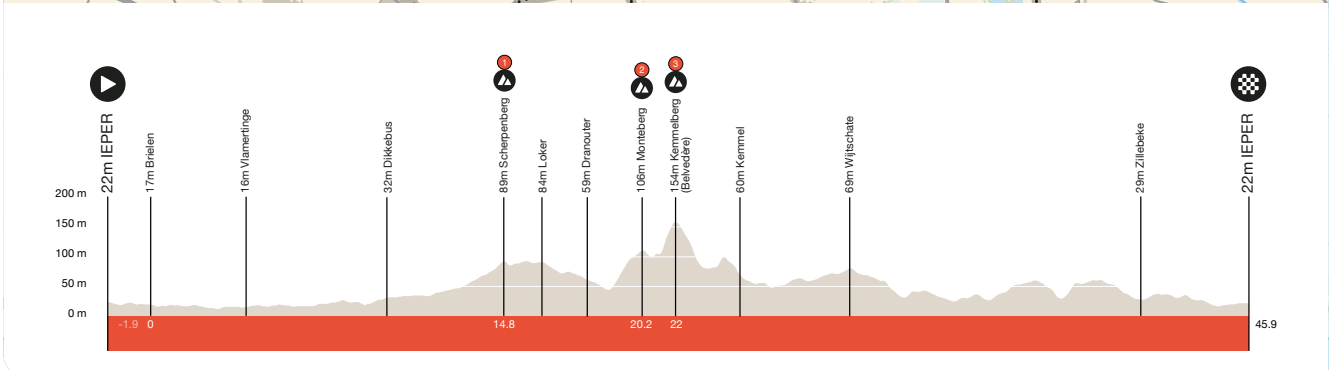 1
2
3
22m IEPER
17m Brielen
16m Vlamertinge
32m Dikkebus
89m Scherpenberg
84m Loker
59m Dranouter
106m Monteberg
154m Kemmelberg
(Belvedère)
60m Kemmel
69m Wijtschate
29m Zillebeke
22m IEPER
200 m
150 m
100 m
50 m
0 m
-1.9 0 14.8 20.2 22 45.9